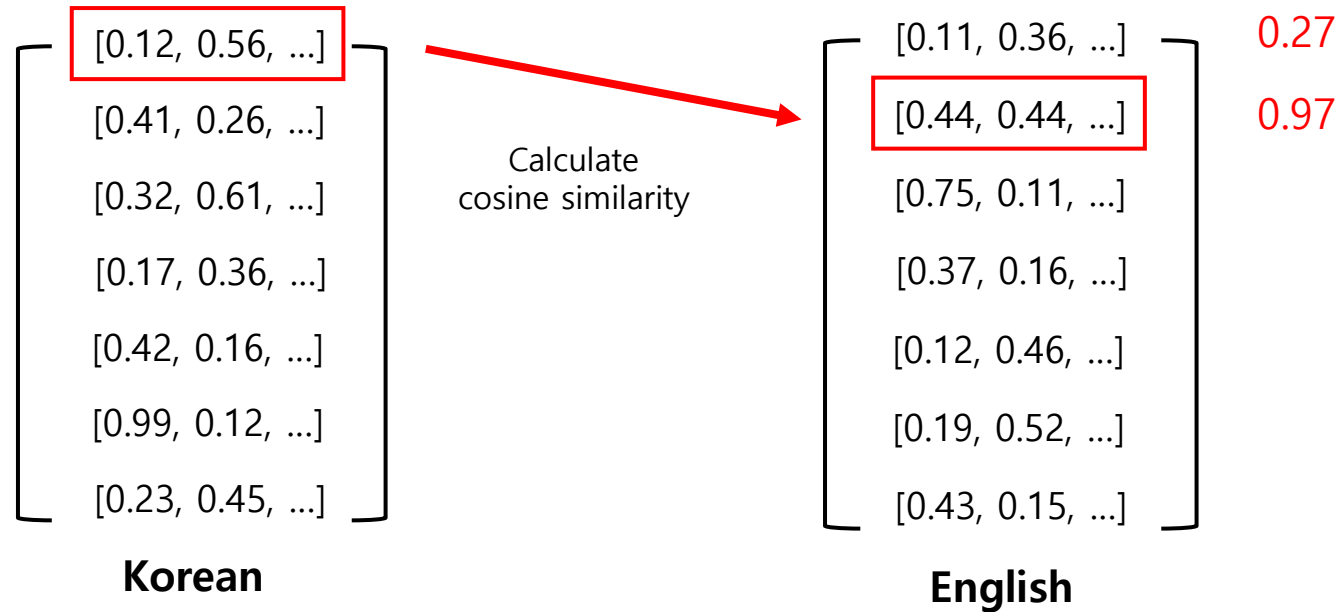 [0.12, 0.56, ...]
[0.41, 0.26, ...]
[0.32, 0.61, ...]
[0.17, 0.36, ...]
[0.42, 0.16, ...]
[0.99, 0.12, ...]
[0.23, 0.45, ...]
Korean
Calculate
cosine similarity
[0.11, 0.36, ...] 0.27
[0.44, 0.44, ...] 0.97
[0.75, 0.11, ...]
[0.37, 0.16, ...]
[0.12, 0.46, ...]
[0.19, 0.52, ...]
[0.43, 0.15, ...]
English